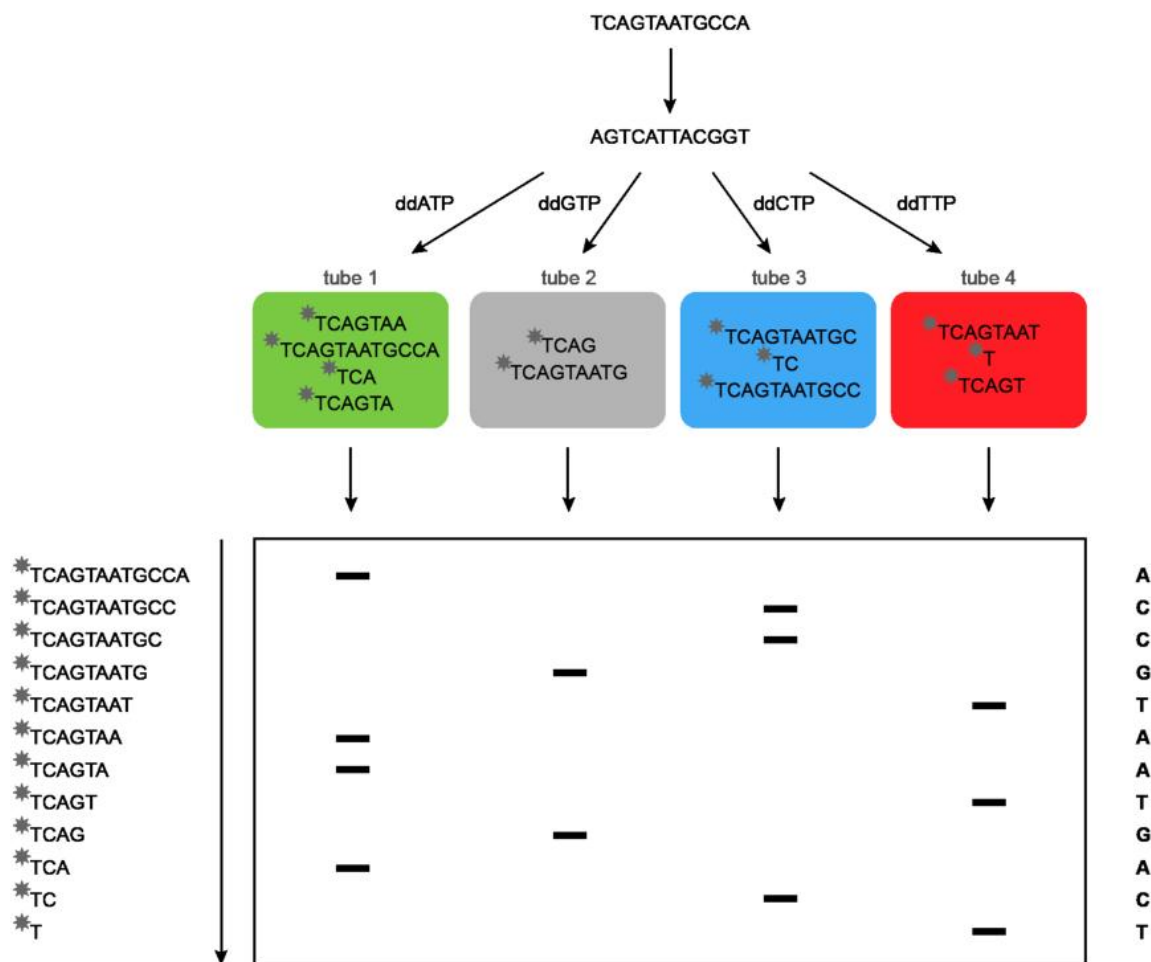 TCAGTAATGCCA
AGTCATTACGGT
ddATP ddGTP ddCTP ddTTP
tube 1 tube 2 tube 3 tube 4
TCAGTAA
TCAGTAATGCCA
TCA
TCAGTA
TCAG
TCAGTAATG
TCAGTAATGC
TC
TCAGTAATGCC
TCAGTAAT
T
TCAGT
TCAGTAATGCCA A
TCAGTAATGCC C
TCAGTAATGC C
TCAGTAATG G
TCAGTAAT T
TCAGTAA A
TCAGTA A
TCAGT T
TCAG G
TCA A
TC C
T T